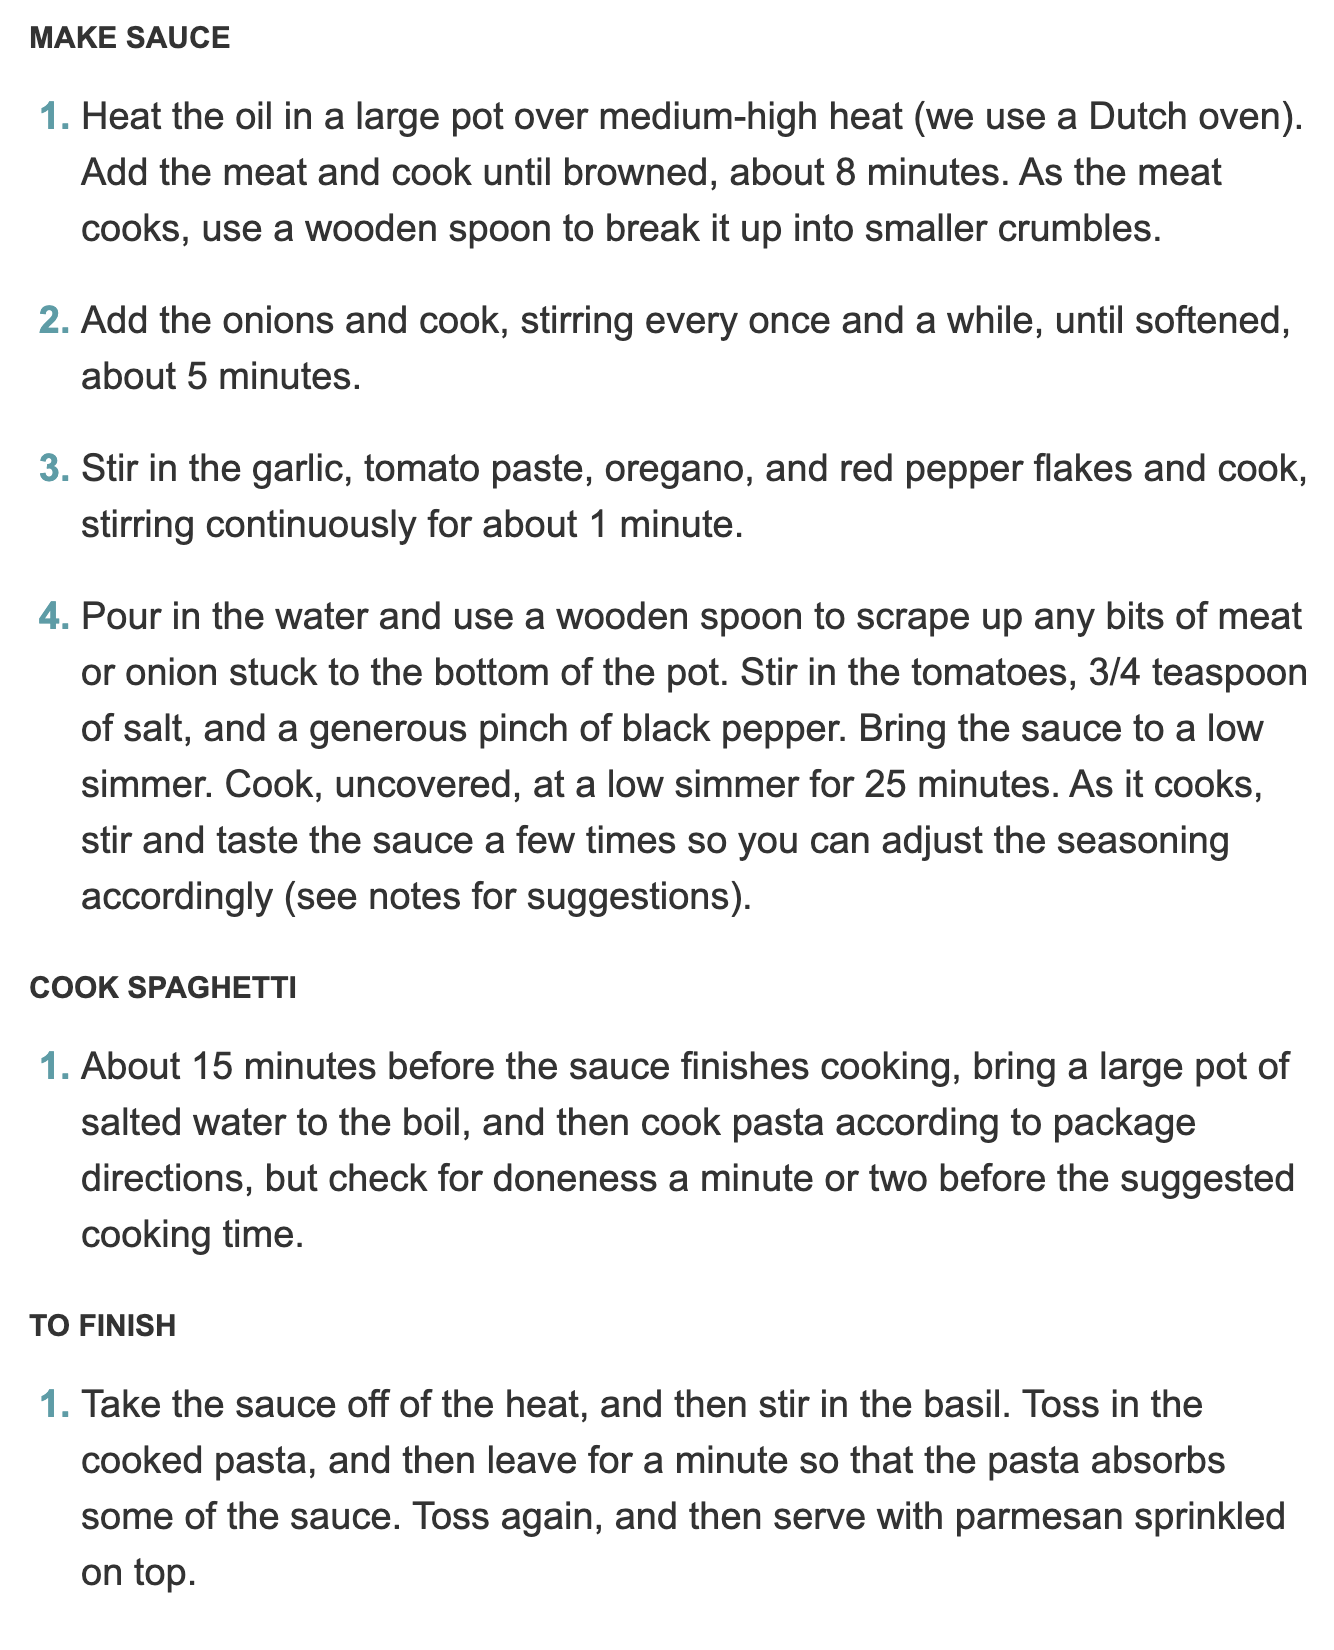 MAKE SAUCE
1. Heat the oil in a large pot over medium-high heat (we use a Dutch oven).
Add the meat and cook until browned, about 8 minutes. As the meat
cooks, use a wooden spoon to break it up into smaller crumbles.
2. Add the onions and cook, stirring every once and a while, until softened,
about 5 minutes.
3. Stir in the garlic, tomato paste, oregano, and red pepper flakes and cook,
stirring continuously for about 1 minute.
4. Pour in the water and use a wooden spoon to scrape up any bits of meat
or onion stuck to the bottom of the pot. Stir in the tomatoes, 3/4 teaspoon
of salt, and a generous pinch of black pepper. Bring the sauce to a low
simmer. Cook, uncovered, at a low simmer for 25 minutes. As it cooks,
stir and taste the sauce a few times so you can adjust the seasoning
accordingly (see notes for suggestions).
COOK SPAGHETTI
1. About 15 minutes before the sauce finishes cooking, bring a large pot of
salted water to the boil, and then cook pasta according to package
directions, but check for doneness a minute or two before the suggested
cooking time.
TO FINISH
1. Take the sauce off of the heat, and then stir in the basil. Toss in the
cooked pasta, and then leave for a minute so that the pasta absorbs
some of the sauce. Toss again, and then serve with parmesan sprinkled
on top.